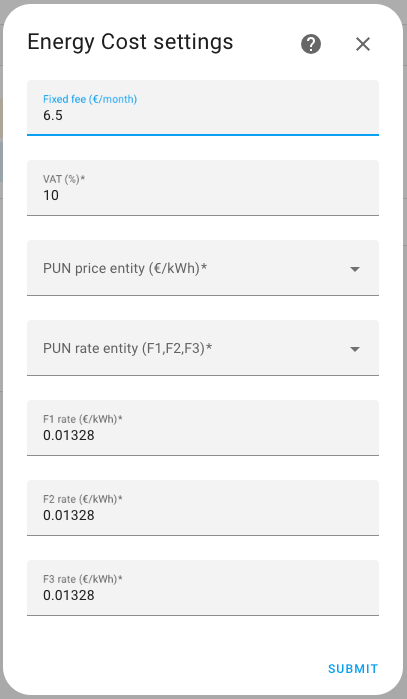 Energy Cost settings
Fixed fee (€/month)
6.5
VAT (%)*
10
PUN price entity (€/kWh)*
PUN rate entity (F1,F2,F3)*
F1 rate (€/kWh)*
0.01328
F2 rate (€/kWh)*
0.01328
F3 rate (€/kWh)*
0.01328
SUBMIT